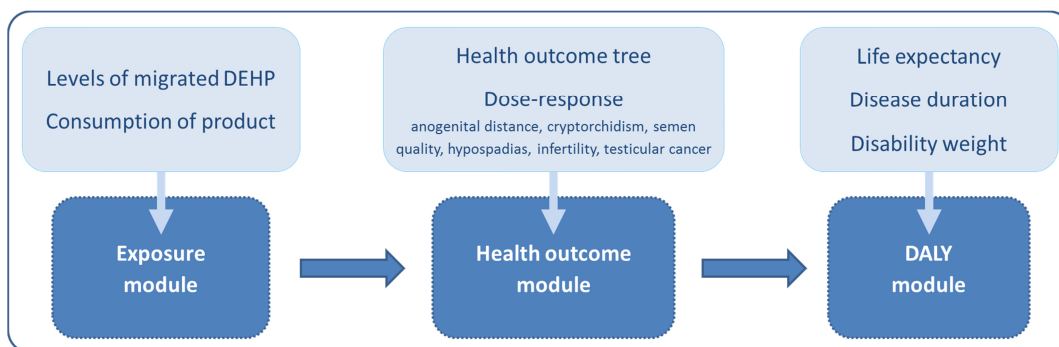 Levels of migrated DEHP
Consumption of product
Health outcome tree
Dose-response
anogenital distance, cryptorchidism, semen
quality, hypospadias, infertility, testicular cancer
Life expectancy
Disease duration
Disability weight
Exposure
module
Health outcome
module
DALY
module